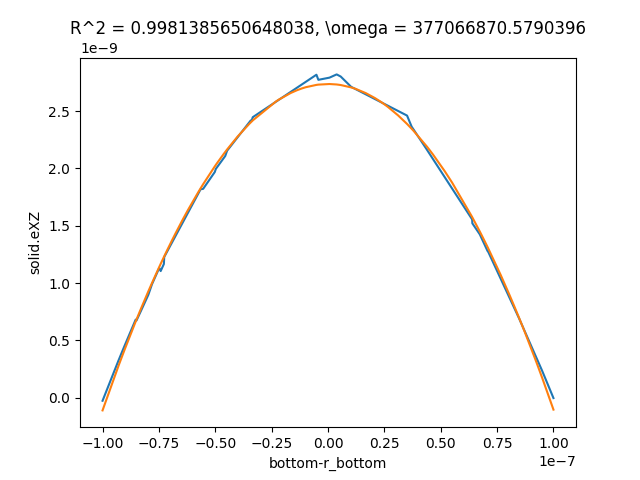 R^2 = 0.9981385650648038, \omega = 377066870.5790396
1e−9
2.5
2.0
1.5
1.0
0.5
0.0
solid.eXZ
−1.00 −0.75 −0.50 −0.25 0.00 0.25 0.50 0.75 1.00
1e−7
bottom-r_bottom